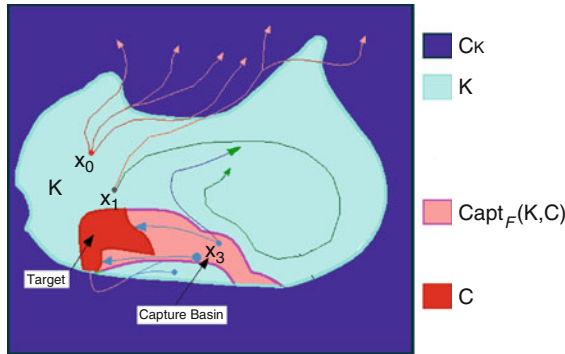 x0
K
x1
x3
Target
Capture Basin
CK
K
CaptF(K,C)
C